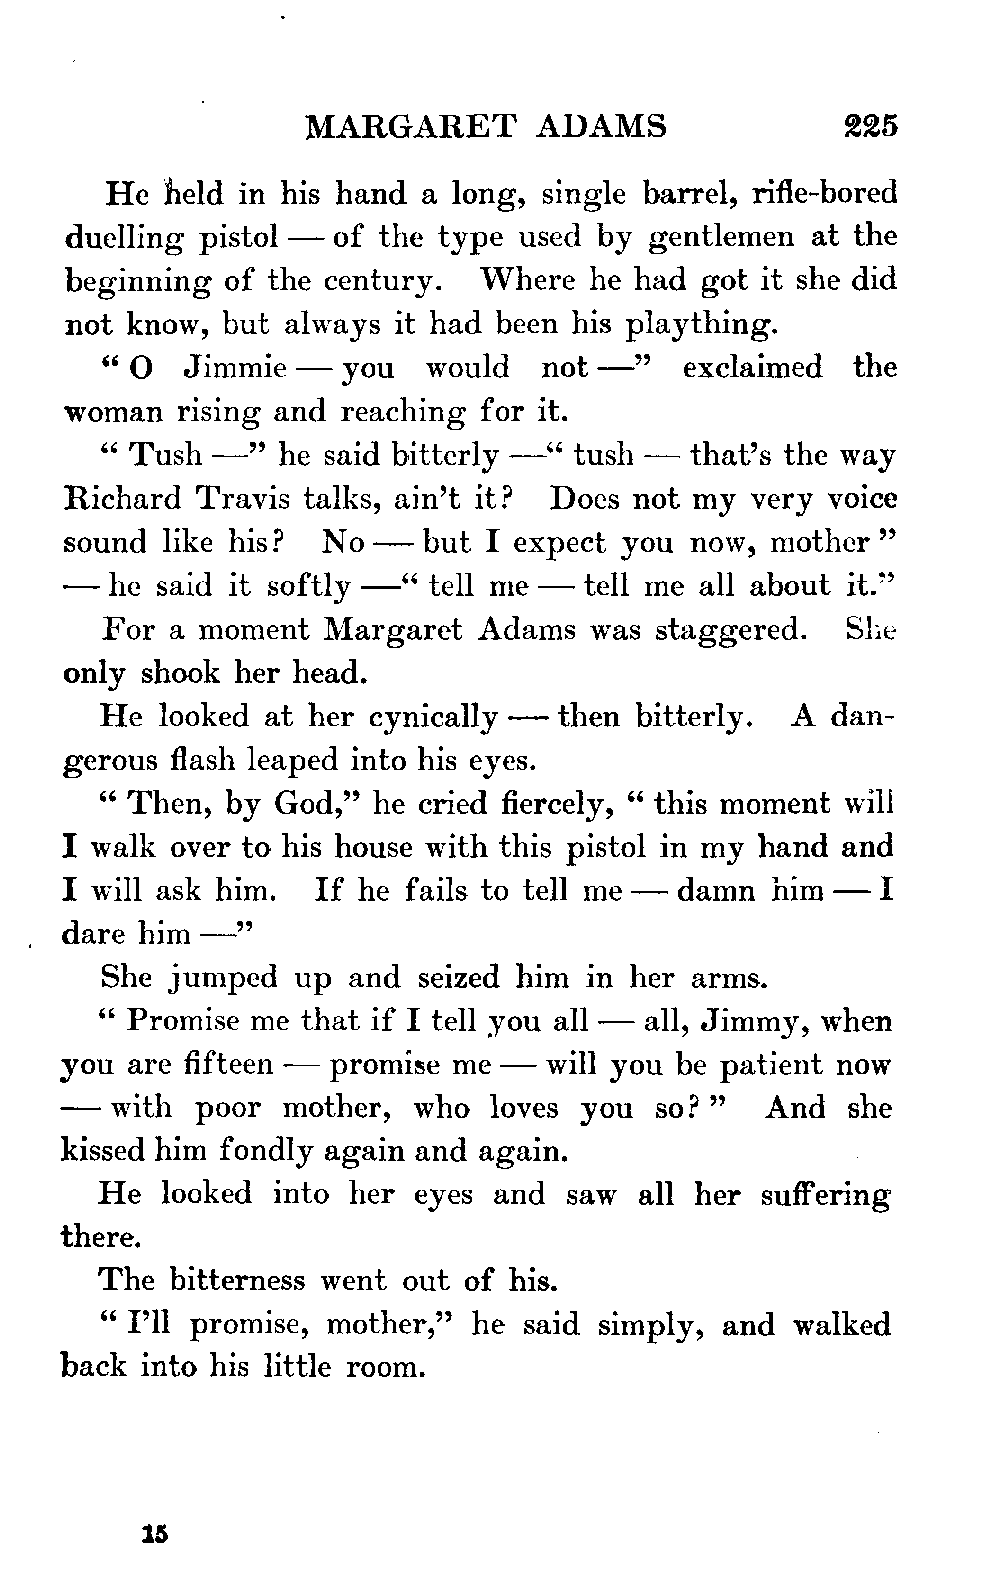 MARGARET ADAMS 225
He held in his hand a long, single barrel, rifle-bored
duelling pistol — of the type used by gentlemen at the
beginning of the century. Where he had got it she did
not know, but always it had been his plaything.
“ O Jimmie — you would not —” exclaimed the
woman rising and reaching for it.
“ Tush —” he said bitterly —“ tush — that’s the way
Richard Travis talks, ain’t it? Does not my very voice
sound like his? No — but I expect you now, mother ”
— he said it softly —“ tell me — tell me all about it.”
For a moment Margaret Adams was staggered. She
only shook her head.
He looked at her cynically — then bitterly. A dan-
gerous flash leaped into his eyes.
“ Then, by God,” he cried fiercely, “ this moment will
I walk over to his house with this pistol in my hand and
I will ask him. If he fails to tell me — damn him — I
dare him —”
She jumped up and seized him in her arms.
“ Promise me that if I tell you all — all, Jimmy, when
you are fifteen — promise me — will you be patient now
— with poor mother, who loves you so? ” And she
kissed him fondly again and again.
He looked into her eyes and saw all her suffering
there.
The bitterness went out of his.
“ I’ll promise, mother,” he said simply, and walked
back into his little room.
15